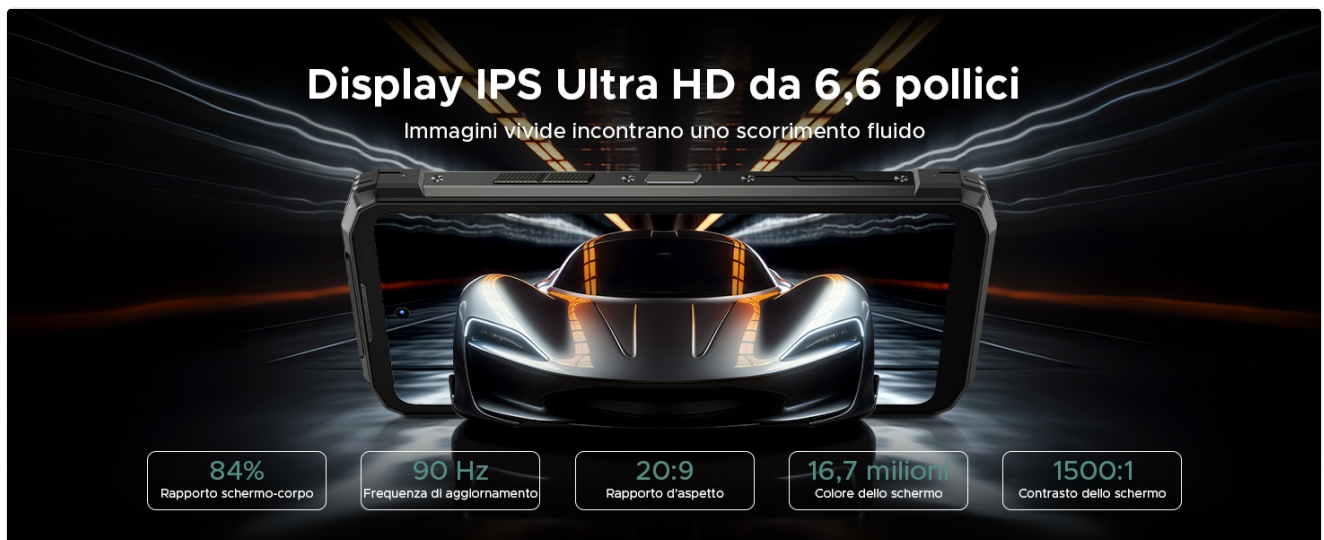 Display IPS Ultra HD da 6,6 pollici
Immagini vivide incontrano uno scorrimento fluido
84%
Rapporto schermo-corpo
90 Hz
Frequenza di aggiornamento
20:9
Rapporto d'aspetto
16,7 milioni
Colore dello schermo
1500:1
Contrasto dello schermo